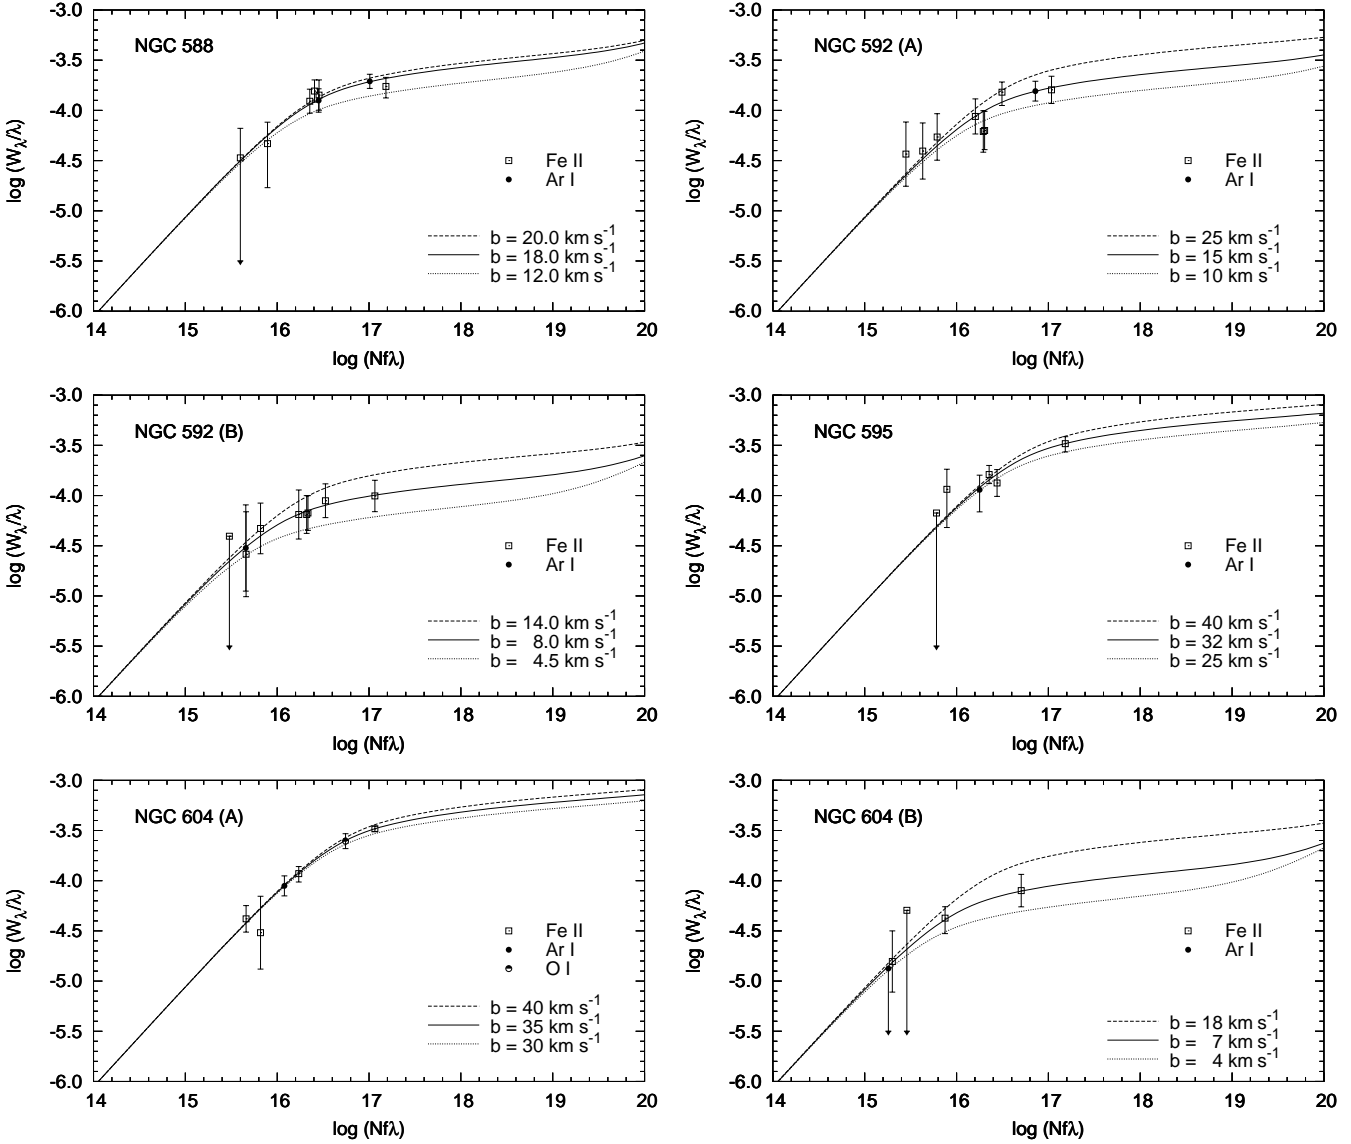 NGC 588
log (Wλ/λ)
-3.0
-3.5
-4.0
-4.5
-5.0
-5.5
-6.0
Fe II
Ar I
b = 20.0 km s-1
b = 18.0 km s-1
b = 12.0 km s-1
14 15 16 17 18 19 20
log (Nfλ)
NGC 592 (A)
log (Wλ/λ)
-3.0
-3.5
-4.0
-4.5
-5.0
-5.5
-6.0
Fe II
Ar I
b = 25 km s-1
b = 15 km s-1
b = 10 km s-1
14 15 16 17 18 19 20
log (Nfλ)
NGC 592 (B)
log (Wλ/λ)
-3.0
-3.5
-4.0
-4.5
-5.0
-5.5
-6.0
Fe II
Ar I
b = 14.0 km s-1
b = 8.0 km s-1
b = 4.5 km s-1
14 15 16 17 18 19 20
log (Nfλ)
NGC 595
log (Wλ/λ)
-3.0
-3.5
-4.0
-4.5
-5.0
-5.5
-6.0
Fe II
Ar I
b = 40 km s-1
b = 32 km s-1
b = 25 km s-1
14 15 16 17 18 19 20
log (Nfλ)
NGC 604 (A)
log (Wλ/λ)
-3.0
-3.5
-4.0
-4.5
-5.0
-5.5
-6.0
Fe II
Ar I
O I
b = 40 km s-1
b = 35 km s-1
b = 30 km s-1
14 15 16 17 18 19 20
log (Nfλ)
NGC 604 (B)
log (Wλ/λ)
-3.0
-3.5
-4.0
-4.5
-5.0
-5.5
-6.0
Fe II
Ar I
b = 18 km s-1
b = 7 km s-1
b = 4 km s-1
14 15 16 17 18 19 20
log (Nfλ)